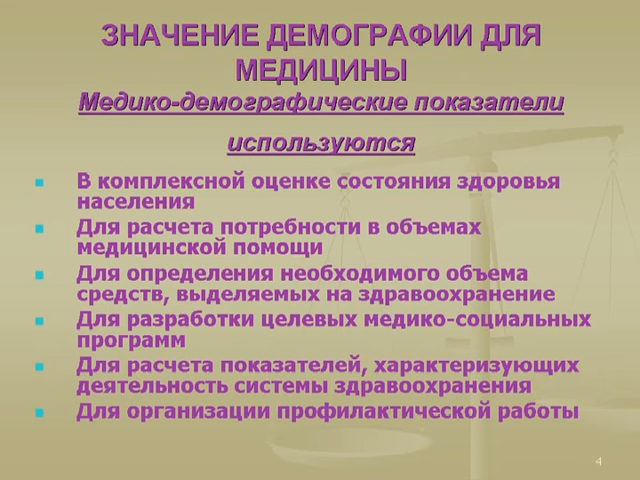 ЗНАЧЕНИЕ ДЕМОГРАФИИ ДЛЯ
МЕДИЦИНЫ
Медико-демографические показатели
используются
В комплексной оценке состояния здоровья
населения
Для расчета потребности в объемах
медицинской помощи
Для определения необходимого объема
средств, выделяемых на здравоохранение
Для разработки целевых медико-социальных
программ
Для расчета показателей, характеризующих
деятельность системы здравоохранения
Для организации профилактической работы
4